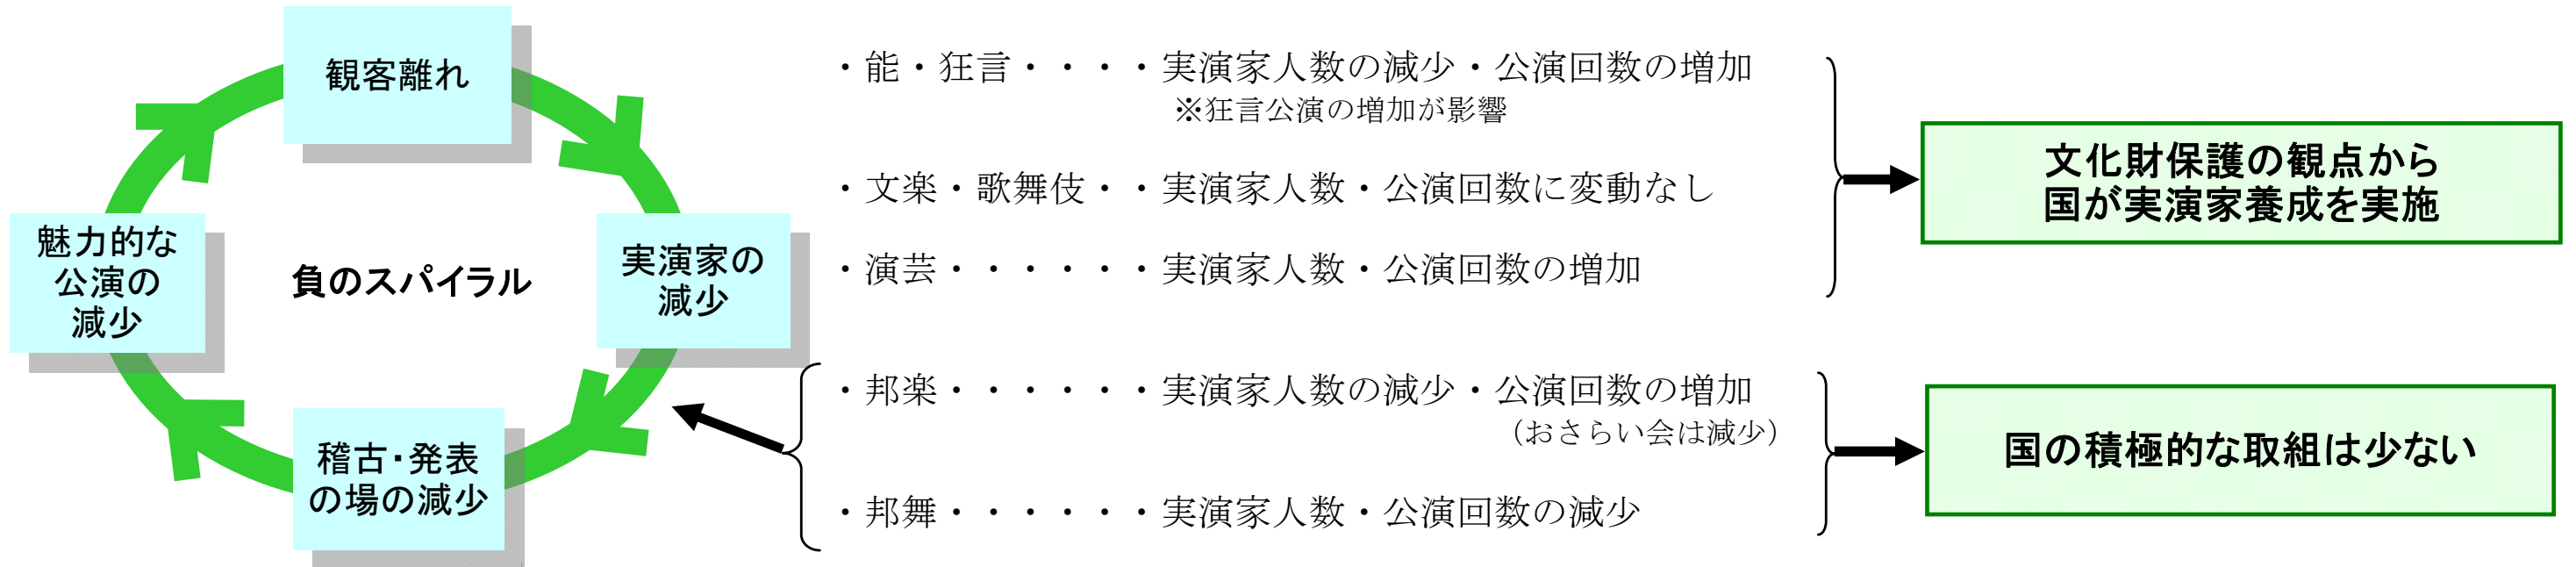 観客離れ
実演家の
減少
稽古・発表
の場の減少
魅力的な
公演の
減少
負のスパイラル
・能・狂言・・・・実演家人数の減少・公演回数の増加
※狂言公演の増加が影響
・文楽・歌舞伎・・実演家人数・公演回数に変動なし
・演芸・・・・・・実演家人数・公演回数の増加
文化財保護の観点から
国が実演家養成を実施
・邦楽・・・・・・実演家人数の減少・公演回数の増加
（おさらい会は減少）
・邦舞・・・・・・実演家人数・公演回数の減少
国の積極的な取組は少ない